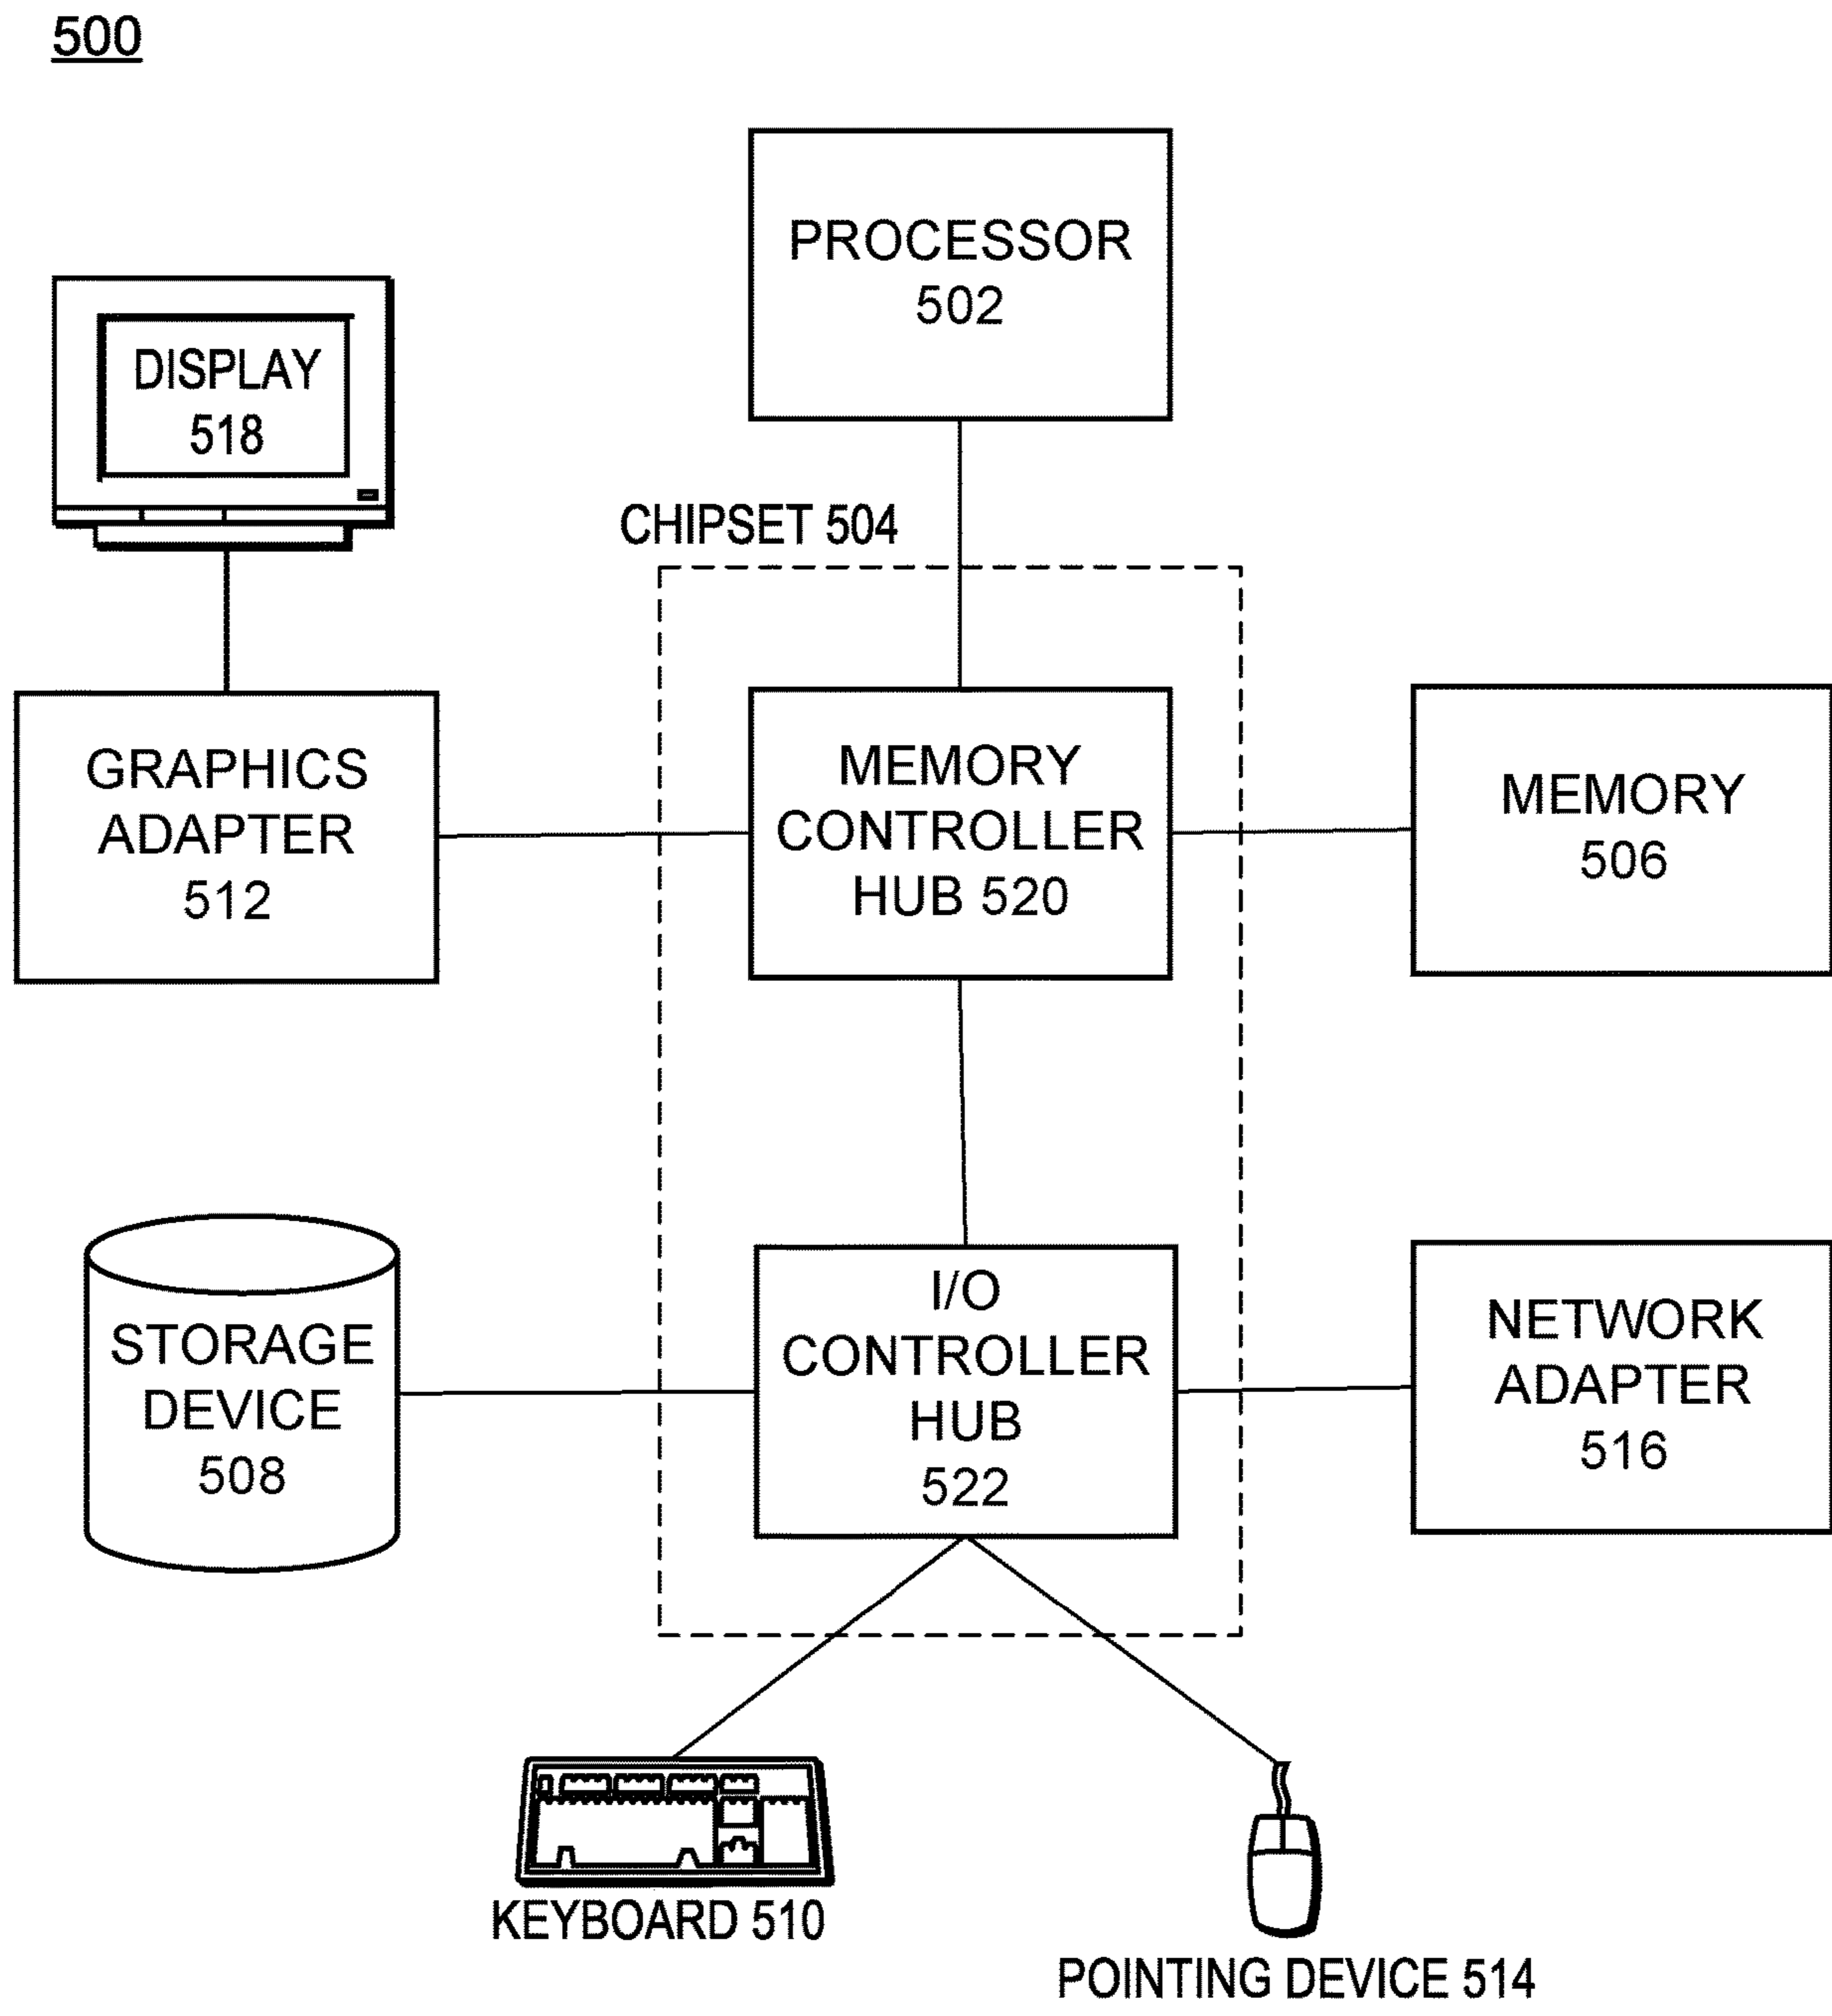 500
PROCESSOR
502
DISPLAY
518
CHIPSET 504
GRAPHICS
ADAPTER
512
MEMORY
CONTROLLER
HUB 520
MEMORY
506
STORAGE
DEVICE
508
I/O
CONTROLLER
HUB
522
NETWORK
ADAPTER
516
KEYBOARD 510
POINTING DEVICE 514